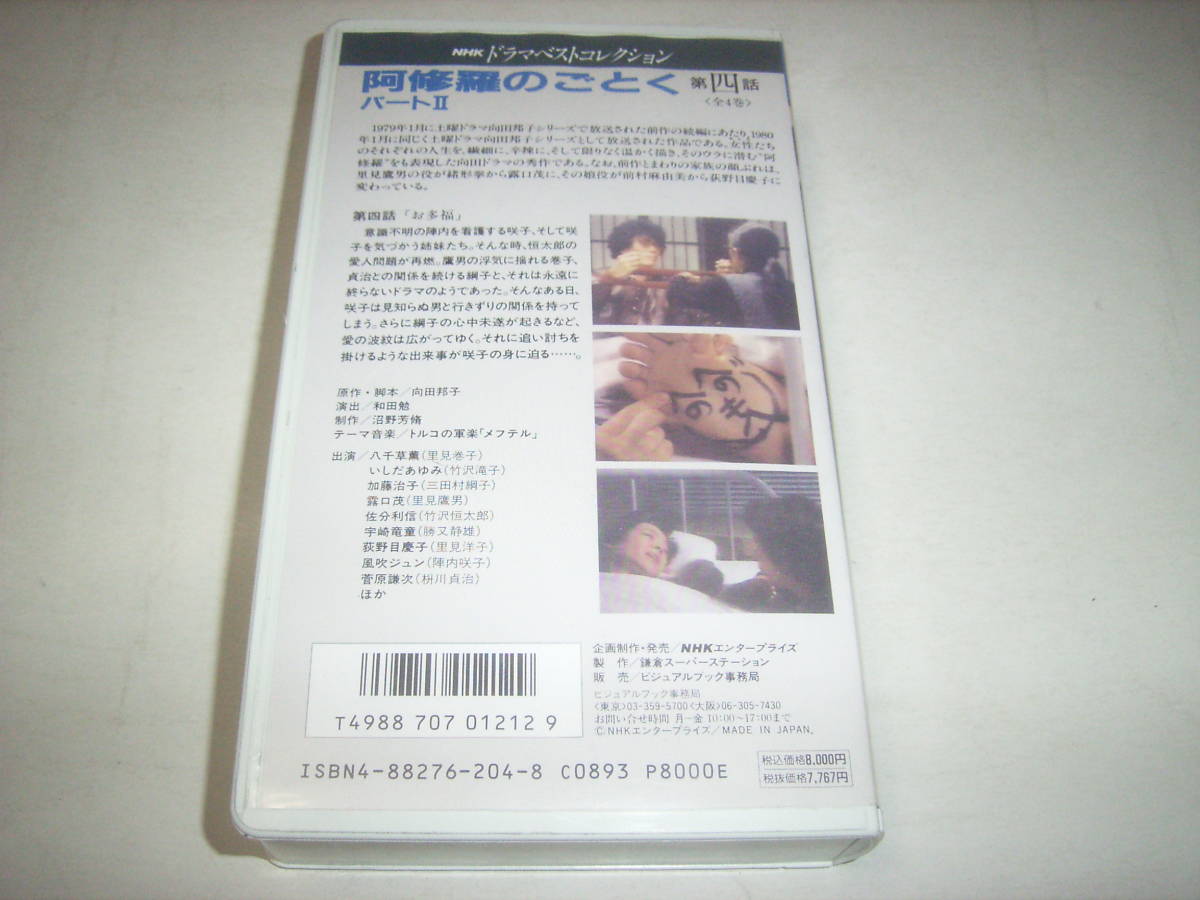 NHK ドラマベストコレクション
阿修羅のごとく 第四話
パートII 〈全4巻〉
1979年1月に土曜ドラマ向田邦子シリーズで放送された前作の続編にあたり、1980
年1月に同じく土曜ドラマ向田邦子シリーズとして放送された作品である。女性たち
のそれぞれの人生を、繊細に、辛辣に、そして限りなく温かく描き、そのウラに潜む“阿
修羅”をも表現した向田ドラマの秀作である。なお、前作とまわりの家族の顔ぶれは、
里見鷹男の役が緒形拳から露口茂に、その娘役が前村麻由美から荻野目慶子に
変わっている。
第四話「お多福」
意識不明の陣内を看護する咲子、そして咲
子を気づかう姉妹たち。そんな時、恒太郎の
愛人問題が再燃。鷹男の浮気に揺れる巻子、
貞治との関係を続ける綱子と、それは永遠に
終らないドラマのようであった。そんなある日、
咲子は見知らぬ男と行きずりの関係を持って
しまう。さらに綱子の心中未遂が起きるなど、
愛の波紋は広がってゆく。それに追い討ちを
掛けるような出来事が咲子の身に迫る……。
原作・脚本／向田邦子
演出／和田勉
制作／沼野芳脩
テーマ音楽／トルコの軍楽「メフテル」
出演／八千草薫(里見巻子)
いしだあゆみ(竹沢滝子)
加藤治子(三田村綱子)
露口茂(里見鷹男)
佐分利信(竹沢恒太郎)
宇崎竜童(勝又静雄)
荻野目慶子(里見洋子)
風吹ジュン(陣内咲子)
菅原謙次(枡川貞治)
ほか
T4988 707 01212 9
企画制作・発売／NHKエンタープライズ
製 作／鎌倉スーパーステーション
販 売／ビジュアルブック事務局
ビジュアルブック事務局
〈東京〉03-359-5700〈大阪〉06-305-7430
お問い合せ時間 月−金 10:00〜17:00まで
©NHKエンタープライズ／MADE IN JAPAN.
ISBN4-88276-204-8 C0893 P8000E
税込価格8,000円
税抜価格7,767円